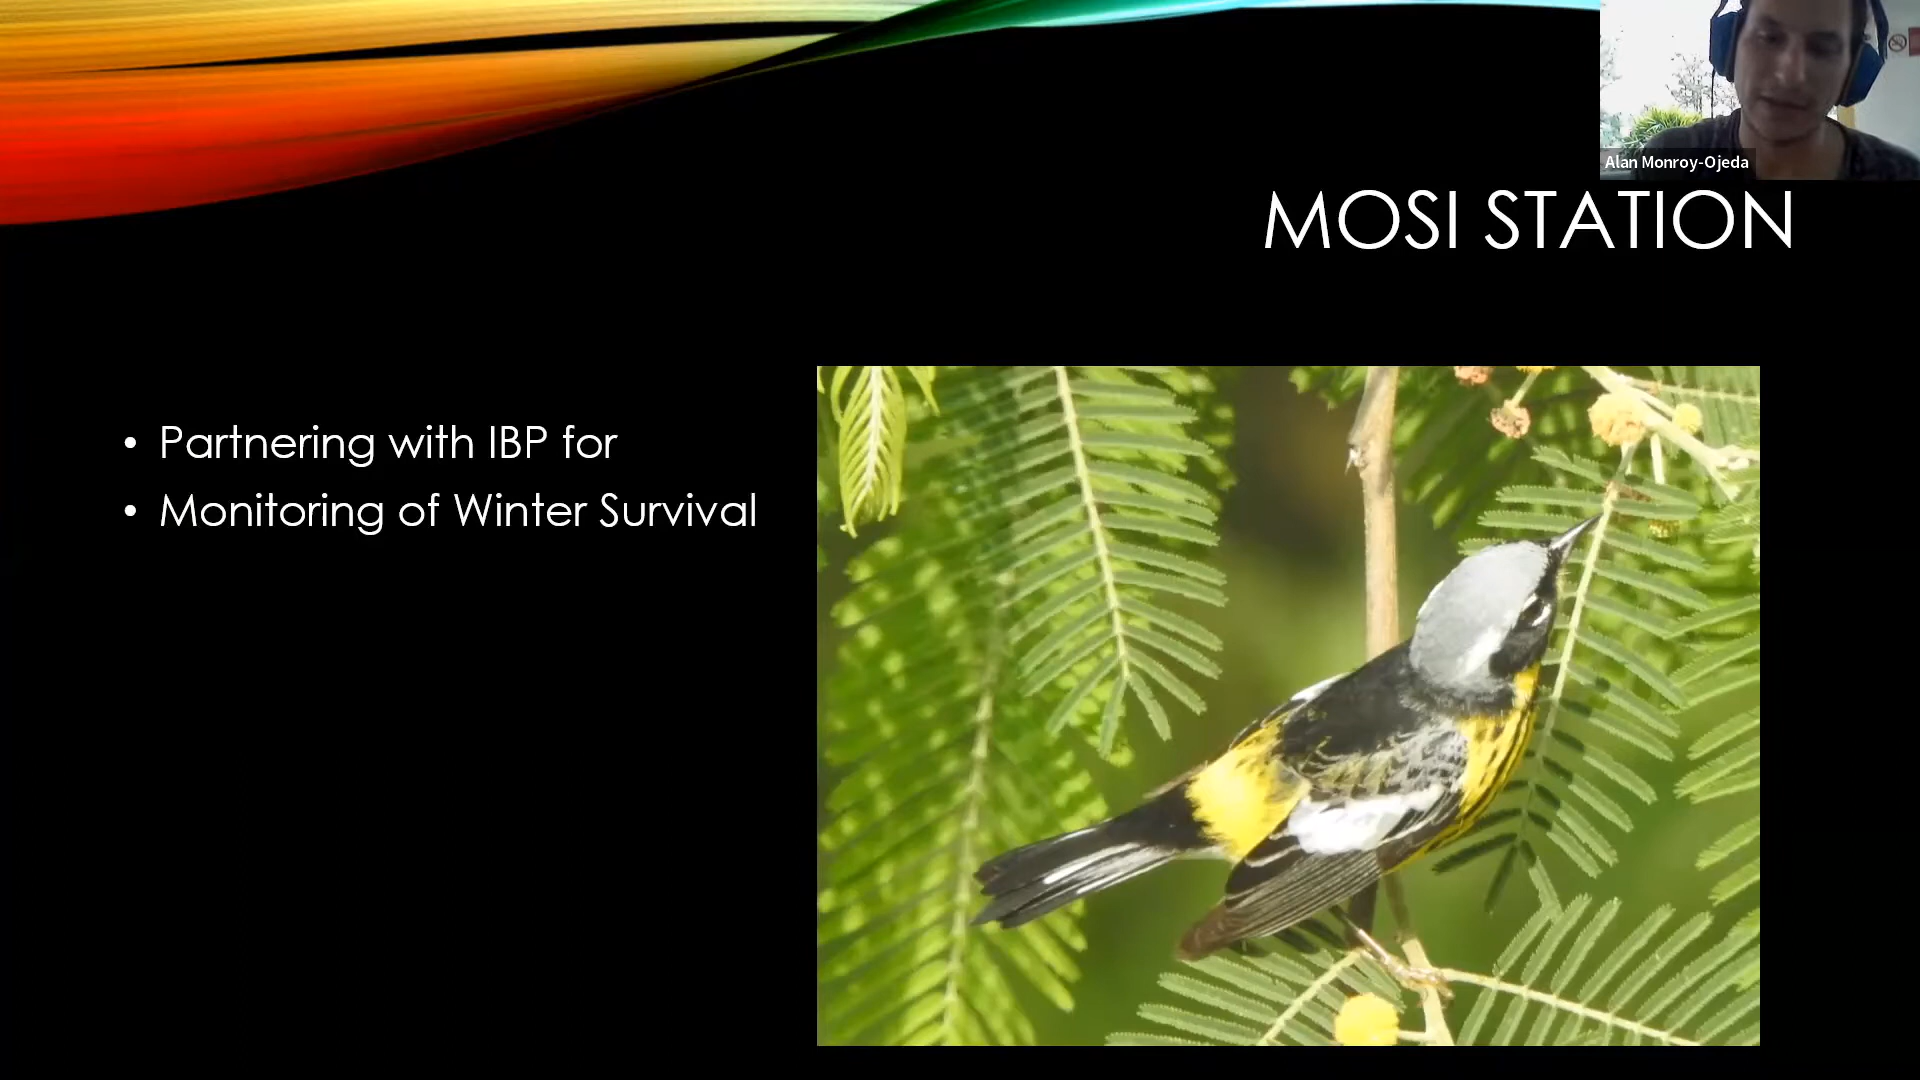 Alan Monroy-Ojeda
MOSI STATION
• Partnering with IBP for
• Monitoring of Winter Survival